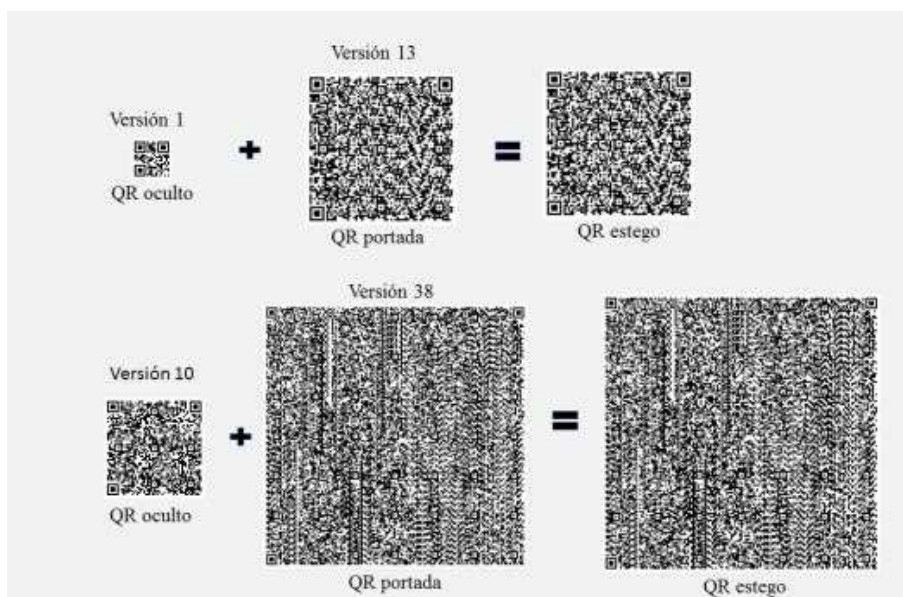 Versión 13
Versión 1
+
=
QR oculto
QR portada
QR estego
Versión 38
Versión 10
+
=
QR oculto
QR portada
QR estego